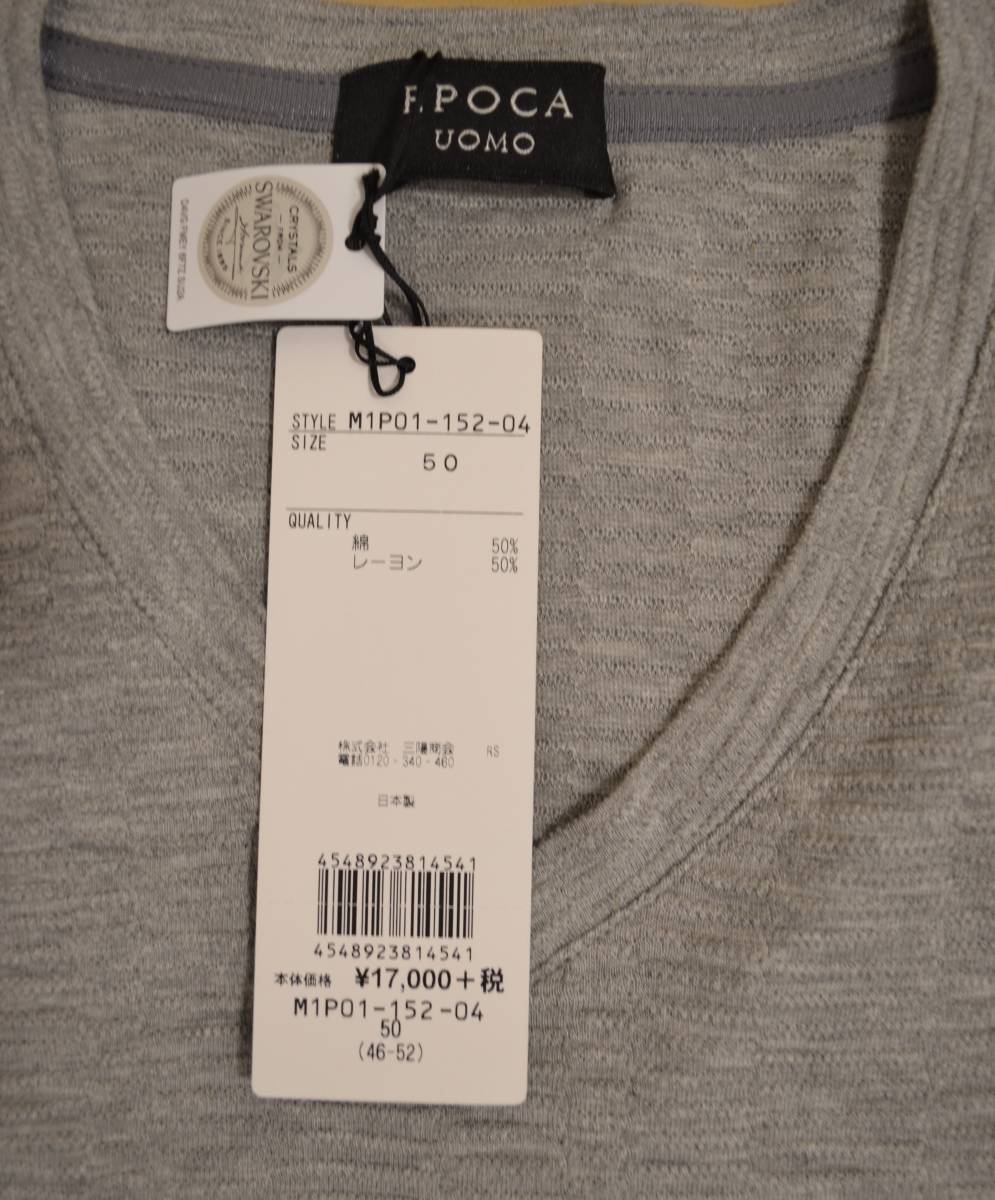 EPOCA
UOMO
CRYSTALS
FROM
SWAROVSKI
STYLE M1P01-152-04
SIZE
50
QUALITY
綿 50%
レーヨン 50%
株式会社 三陽商会 RS
電話0120-340-460
日本製
4548923814541
4548923814541
本体価格 ¥17,000+税
M1P01-152-04
50
(46-52)